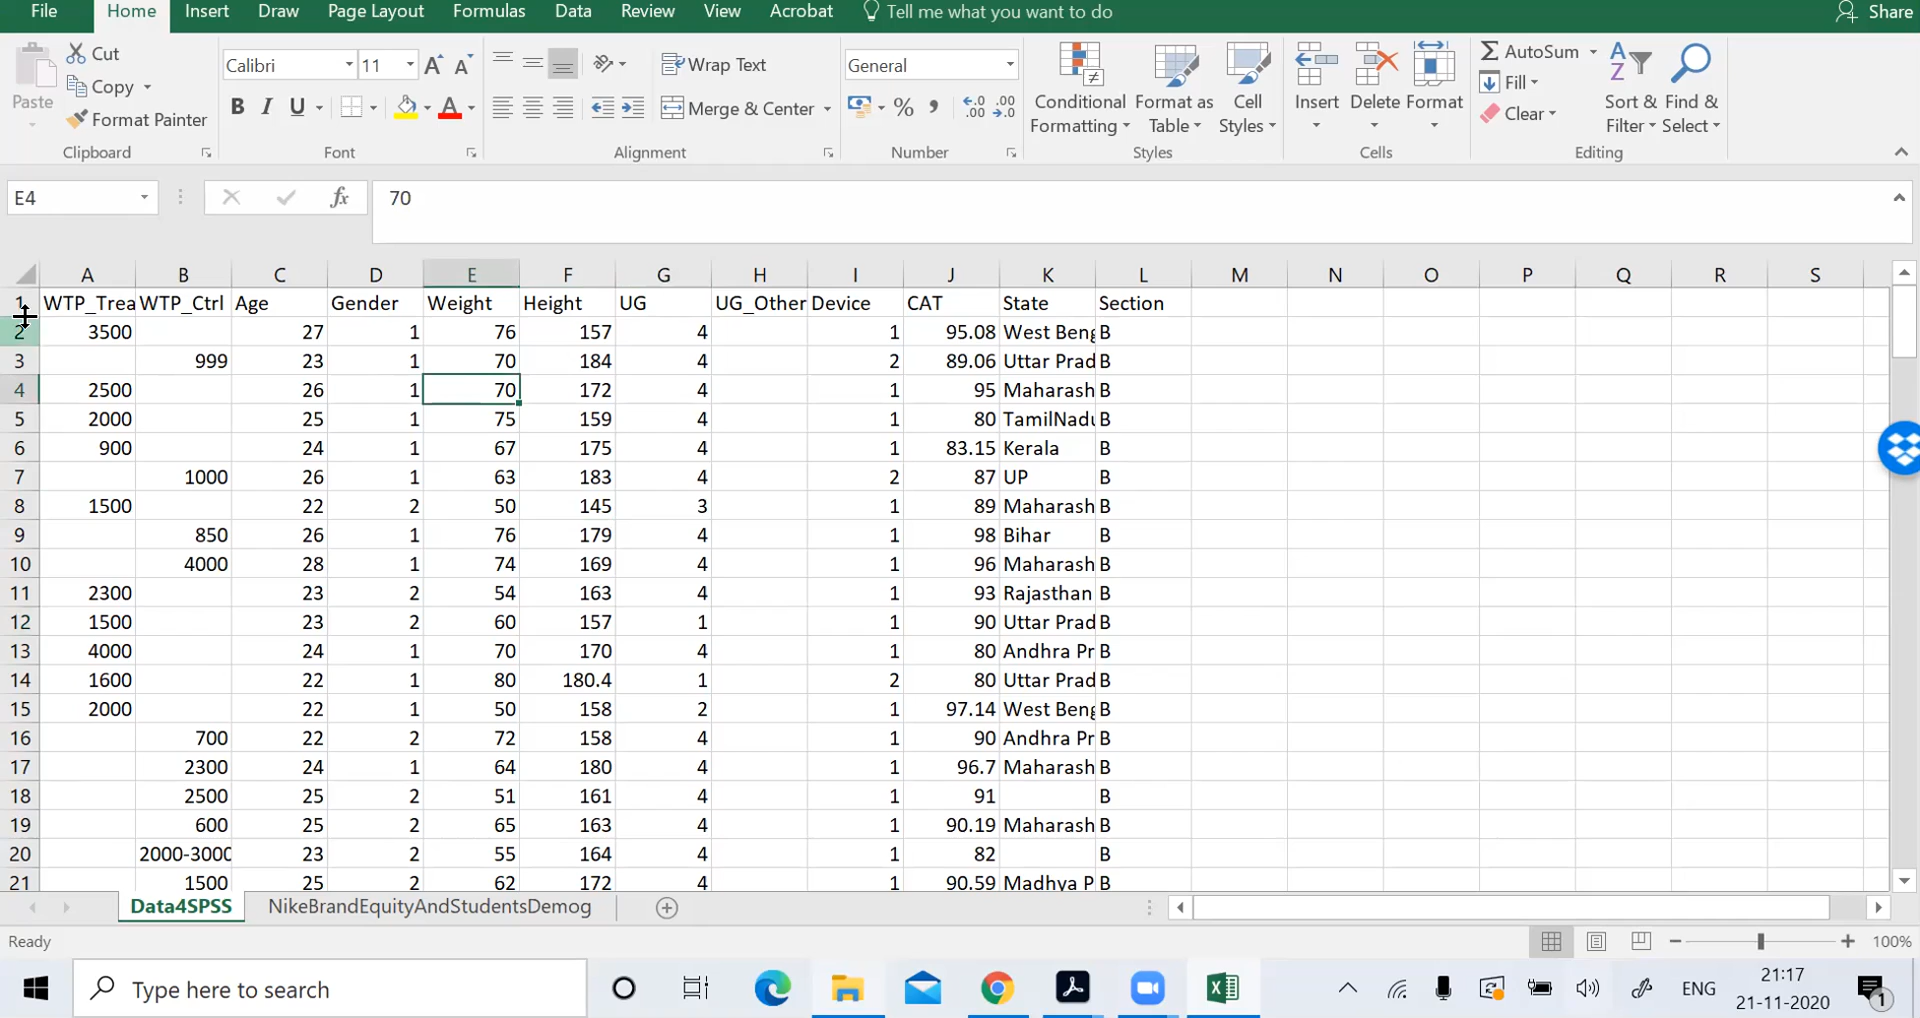 File Home Insert Draw Page Layout Formulas Data Review View Acrobat Tell me what you want to do Share
Paste Cut Copy Format Painter Clipboard
Calibri 11 A A B I U A Font
Wrap Text Merge & Center Alignment
General % , .0 .00 .00 .0 Number
Conditional Formatting Format as Table Cell Styles Styles
Insert Delete Format Cells
AutoSum Fill Clear Sort & Filter Find & Select Editing
E4 fx 70
A B C D E F G H I J K L M N O P Q R S
1 WTP_Trea WTP_Ctrl Age Gender Weight Height UG UG_Other Device CAT State Section
2 3500 27 1 76 157 4 1 95.08 West Beng B
3 999 23 1 70 184 4 2 89.06 Uttar Prad B
4 2500 26 1 70 172 4 1 95 Maharash B
5 2000 25 1 75 159 4 1 80 TamilNadu B
6 900 24 1 67 175 4 1 83.15 Kerala B
7 1000 26 1 63 183 4 2 87 UP B
8 1500 22 2 50 145 3 1 89 Maharash B
9 850 26 1 76 179 4 1 98 Bihar B
10 4000 28 1 74 169 4 1 96 Maharash B
11 2300 23 2 54 163 4 1 93 Rajasthan B
12 1500 23 2 60 157 1 1 90 Uttar Prad B
13 4000 24 1 70 170 4 1 80 Andhra Pr B
14 1600 22 1 80 180.4 1 2 80 Uttar Prad B
15 2000 22 1 50 158 2 1 97.14 West Beng B
16 700 22 2 72 158 4 1 90 Andhra Pr B
17 2300 24 1 64 180 4 1 96.7 Maharash B
18 2500 25 2 51 161 4 1 91 B
19 600 25 2 65 163 4 1 90.19 Maharash B
20 2000-3000 23 2 55 164 4 1 82 B
21 1500 25 2 62 172 4 1 90.59 Madhya P B
Data4SPSS NikeBrandEquityAndStudentsDemog
Ready 100%
Type here to search ENG 21:17
21-11-2020 1